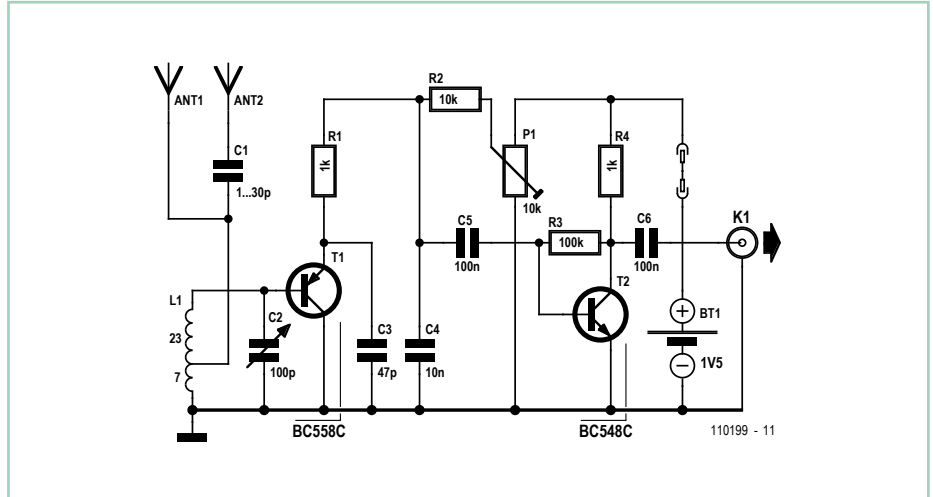 ANT1
ANT2
C1
1...30p
R1
1k
R2
10k
P1
10k
R4
1k
C5
100n
R3
100k
C6
100n
K1
T1
T2
L1
23
7
C2
100p
C3
47p
C4
10n
BT1
1V5
BC558C
BC548C
110199 - 11